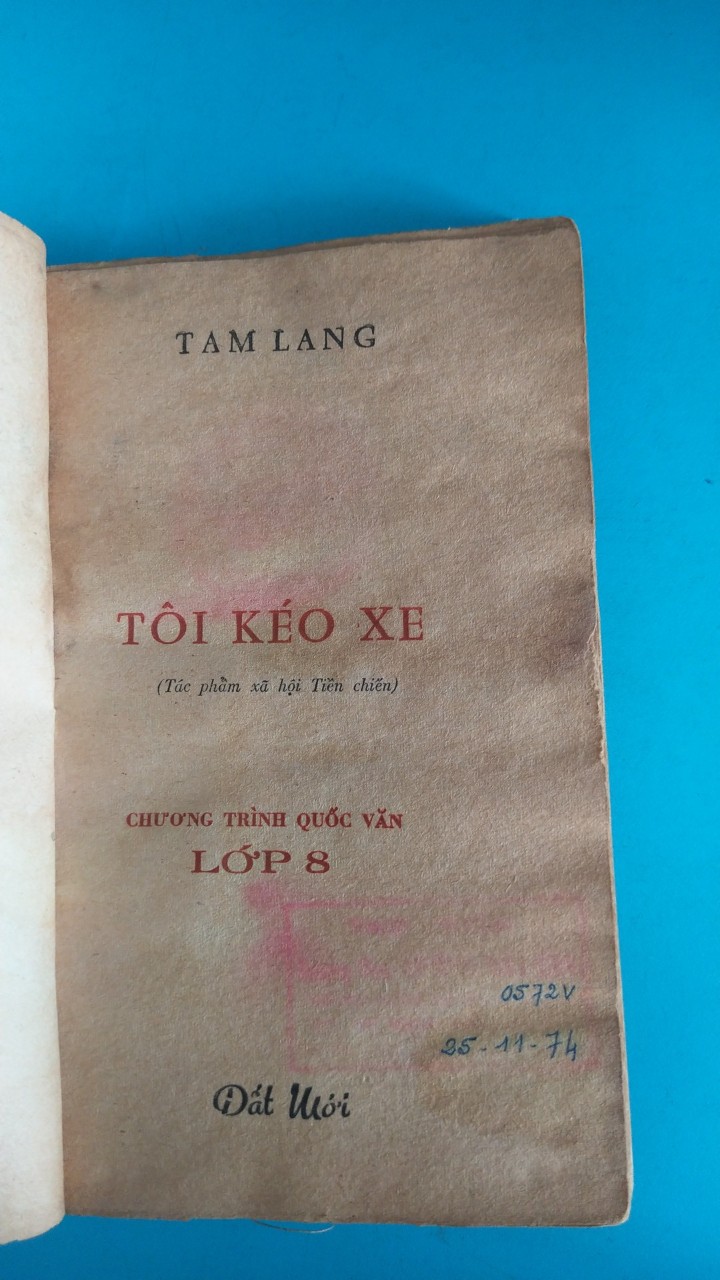 TAM LANG
TÔI KÉO XE
(Tác phẩm xã hội Tiền chiến)
CHƯƠNG TRÌNH QUỐC VĂN
LỚP 8
0572V
25-11-74
Đất Mới